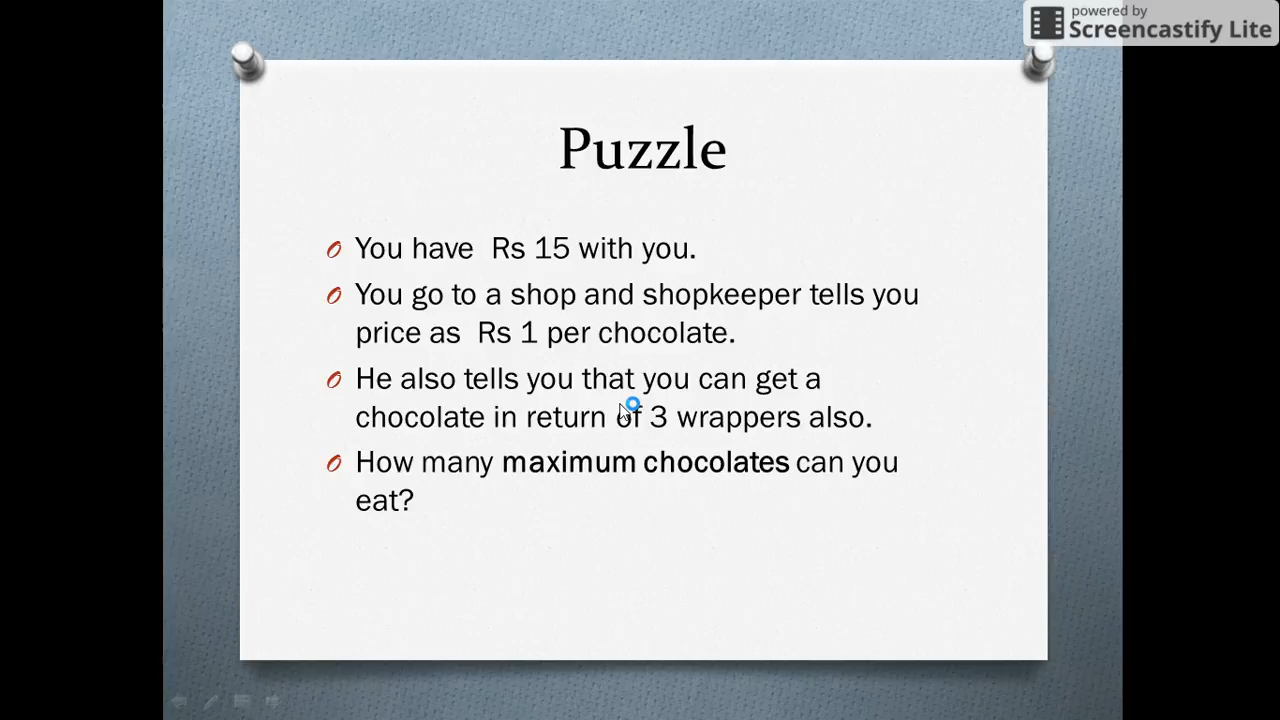 powered by
Screencastify Lite
Puzzle
You have Rs 15 with you.
You go to a shop and shopkeeper tells you
price as Rs 1 per chocolate.
He also tells you that you can get a
chocolate in return of 3 wrappers also.
How many maximum chocolates can you
eat?